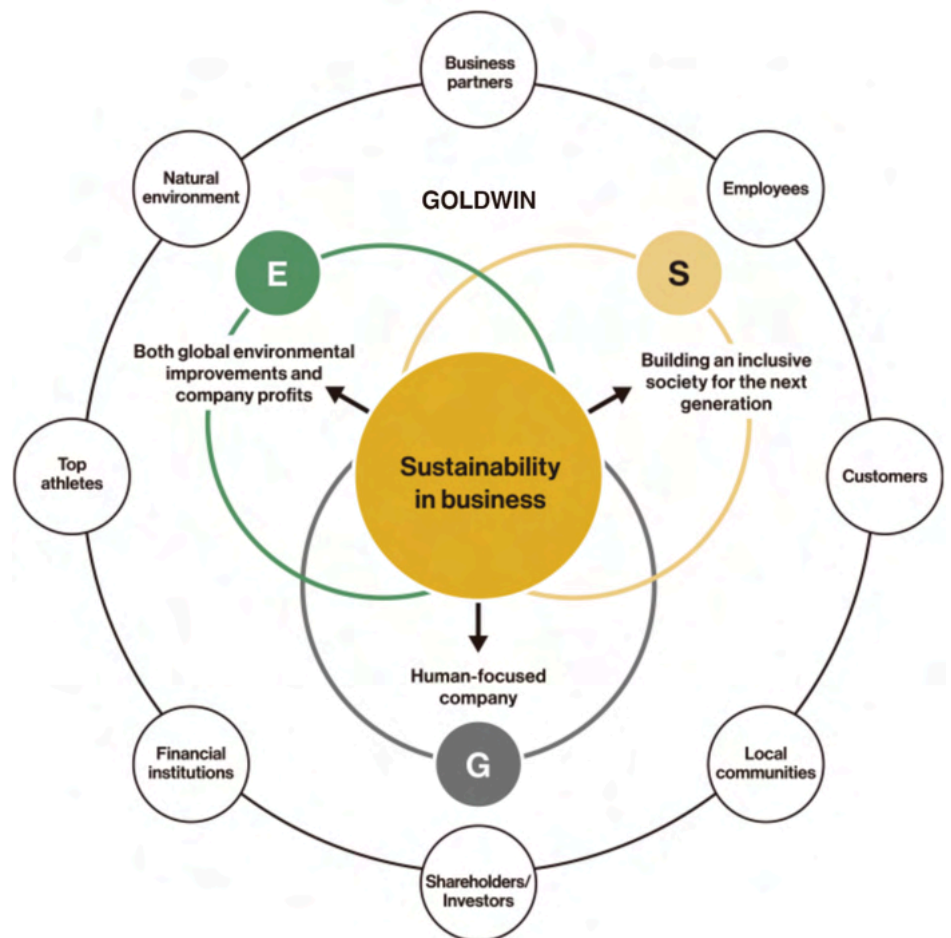 Business
partners
Natural
environment
Employees
GOLDWIN
E
S
Both global environmental
improvements and
company profits
Building an inclusive
society for the next
generation
Top
athletes
Sustainability
in business
Customers
Human-focused
company
G
Financial
institutions
Local
communities
Shareholders/
Investors